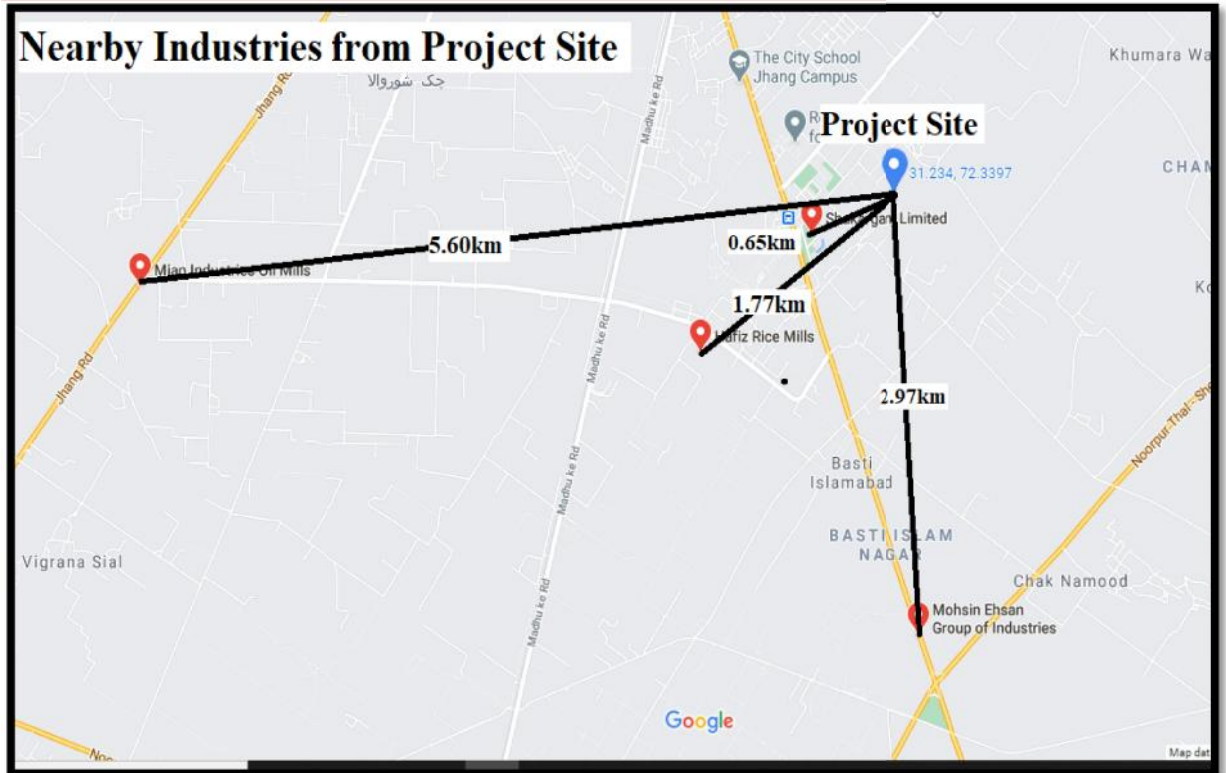 Nearby Industries from Project Site
Jhang Rd
چک شوروالا
Madhu ke Rd
The City School
Jhang Campus
Khumara Wa
Project Site
31.234, 72.3397
CHAM
Limited
0.65km
5.60km
Mian Industries Oil Mills
1.77km
Hafiz Rice Mills
Madhu ke Rd
Jhang Rd
2.97km
Noorpur Thal - She
Basti
Islamabad
Madhu ke Rd
BASTI ISLAM
NAGAR
Vigrana Sial
Chak Namood
Madhu ke Rd
Mohsin Ehsan
Group of Industries
Google
Map dat